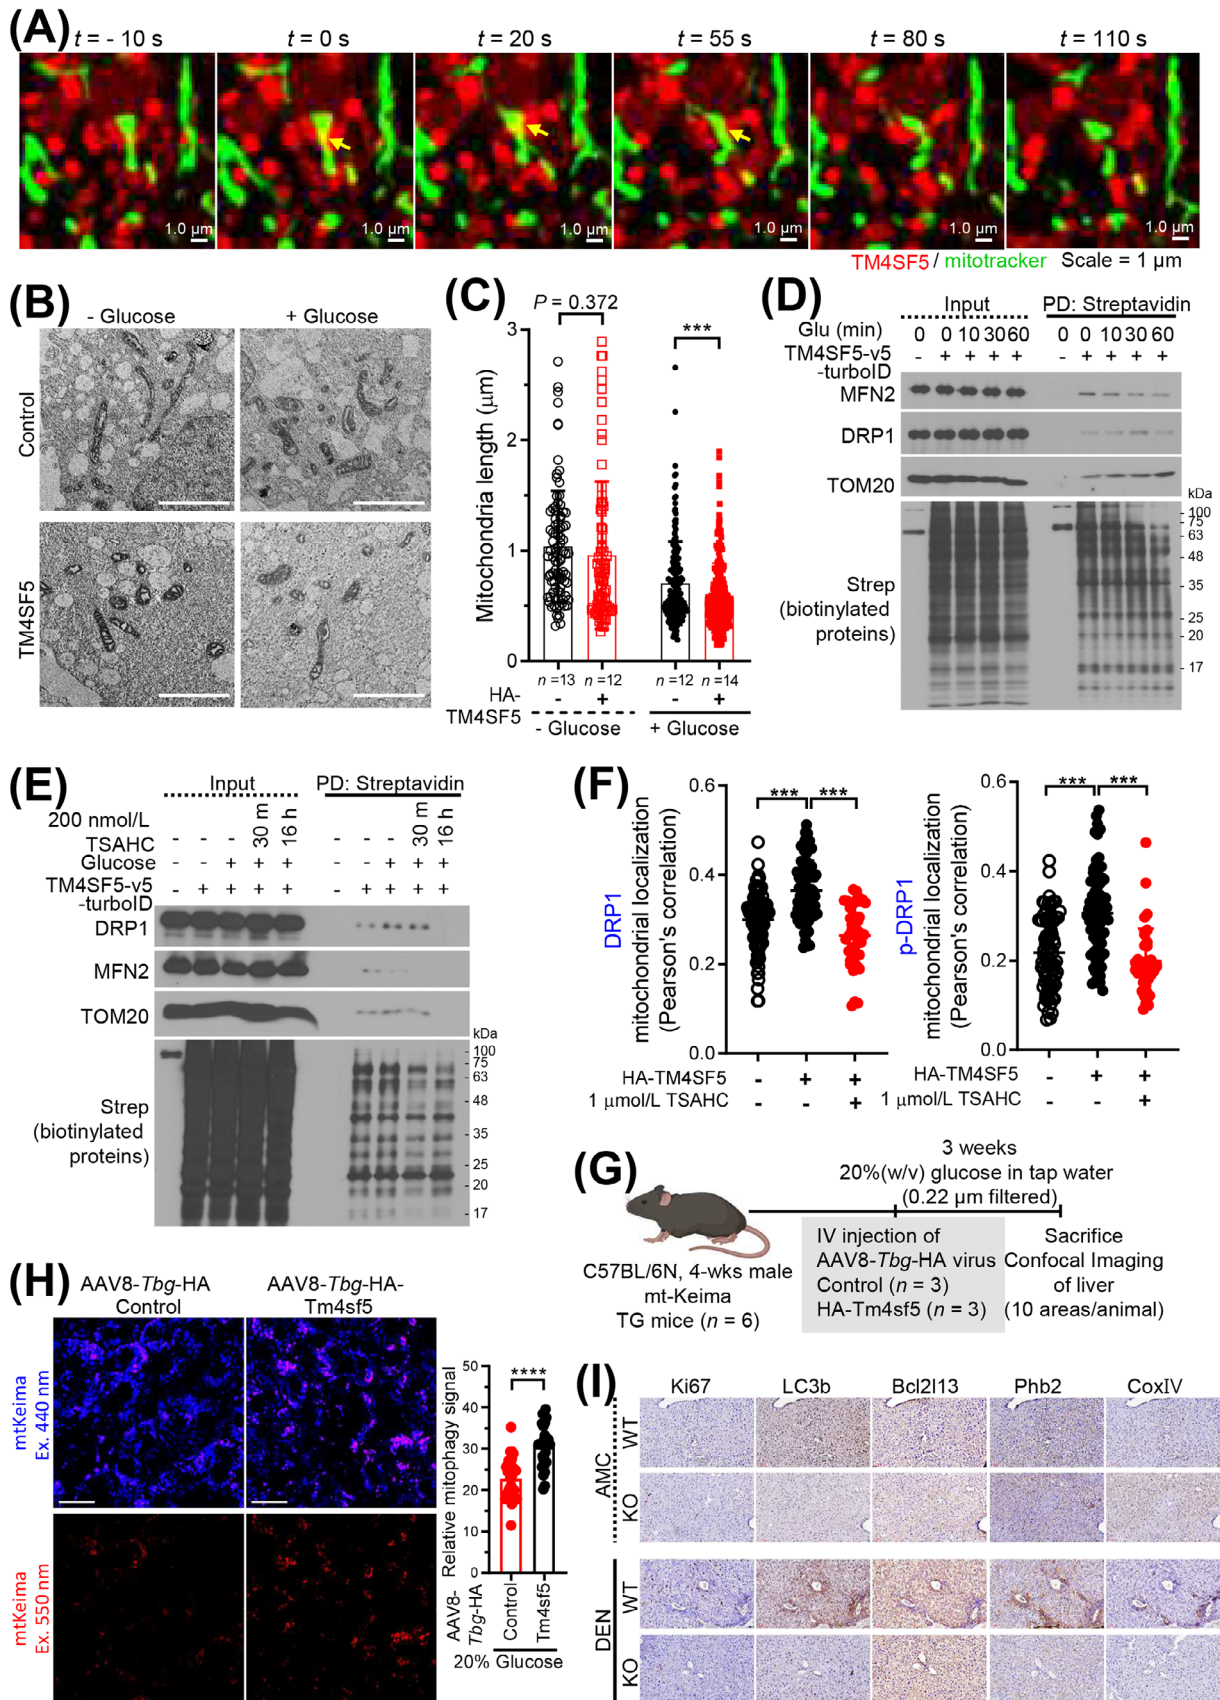 (A)
t = - 10 s
t = 0 s
t = 20 s
t = 55 s
t = 80 s
t = 110 s
1.0 μm
1.0 μm
1.0 μm
1.0 μm
1.0 μm
1.0 μm
TM4SF5 / mitotracker Scale = 1 μm
(B)
- Glucose
+ Glucose
Control
TM4SF5
(C)
P = 0.372
***
Mitochondria length (μm)
3
2
1
0
n =13 n =12 n =12 n =14
HA-
TM4SF5
- + - +
- Glucose + Glucose
(D)
Input PD: Streptavidin
Glu (min) 0 0 10 30 60 0 0 10 30 60
TM4SF5-v5 - + + + + - + + + +
-turboID
MFN2
DRP1
TOM20
kDa
Strep
(biotinylated
proteins)
- 100
- 75
- 63
- 48
- 35
- 25
- 20
- 17
(E)
Input PD: Streptavidin
200 nmol/L
TSAHC - - - 30 m 16 h - - - 30 m 16 h
Glucose - - + + + - - + + +
TM4SF5-v5 - + + + + - + + + +
-turboID
DRP1
MFN2
TOM20
kDa
Strep
(biotinylated
proteins)
- 100
- 75
- 63
- 48
- 35
- 25
- 20
- 17
(F)
DRP1
mitochondrial localization
(Pearson's correlation)
0.6
0.4
0.2
0.0
*** ***
HA-TM4SF5 - + +
1 μmol/L TSAHC - - +
p-DRP1
mitochondrial localization
(Pearson's correlation)
0.6
0.4
0.2
0.0
*** ***
HA-TM4SF5 - + +
1 μmol/L TSAHC - - +
(G)
3 weeks
20%(w/v) glucose in tap water
(0.22 μm filtered)
C57BL/6N, 4-wks male
mt-Keima
TG mice (n = 6)
IV injection of
AAV8-Tbg-HA virus
Control (n = 3)
HA-Tm4sf5 (n = 3)
Sacrifice
Confocal Imaging
of liver
(10 areas/animal)
(H)
AAV8-Tbg-HA
Control
AAV8-Tbg-HA-
Tm4sf5
mtKeima
Ex. 440 nm
mtKeima
Ex. 550 nm
Relative mitophagy signal
50
40
30
20
10
0
****
AAV8-
Tbg-HA
Control
Tm4sf5
20% Glucose
(I)
Ki67
LC3b
Bcl2l13
Phb2
CoxIV
AMC
WT
KO
DEN
WT
KO